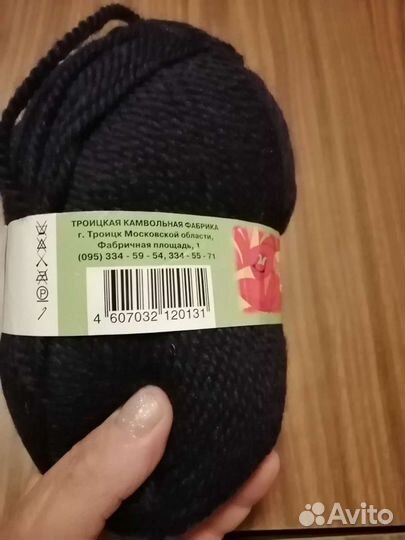 ТРОИЦКАЯ КАМВОЛЬНАЯ ФАБРИКА
г. Троицк Московской области,
Фабричная площадь, 1
(095) 334 - 59 - 54, 334 - 55 - 71
4 607032 120131
Avito